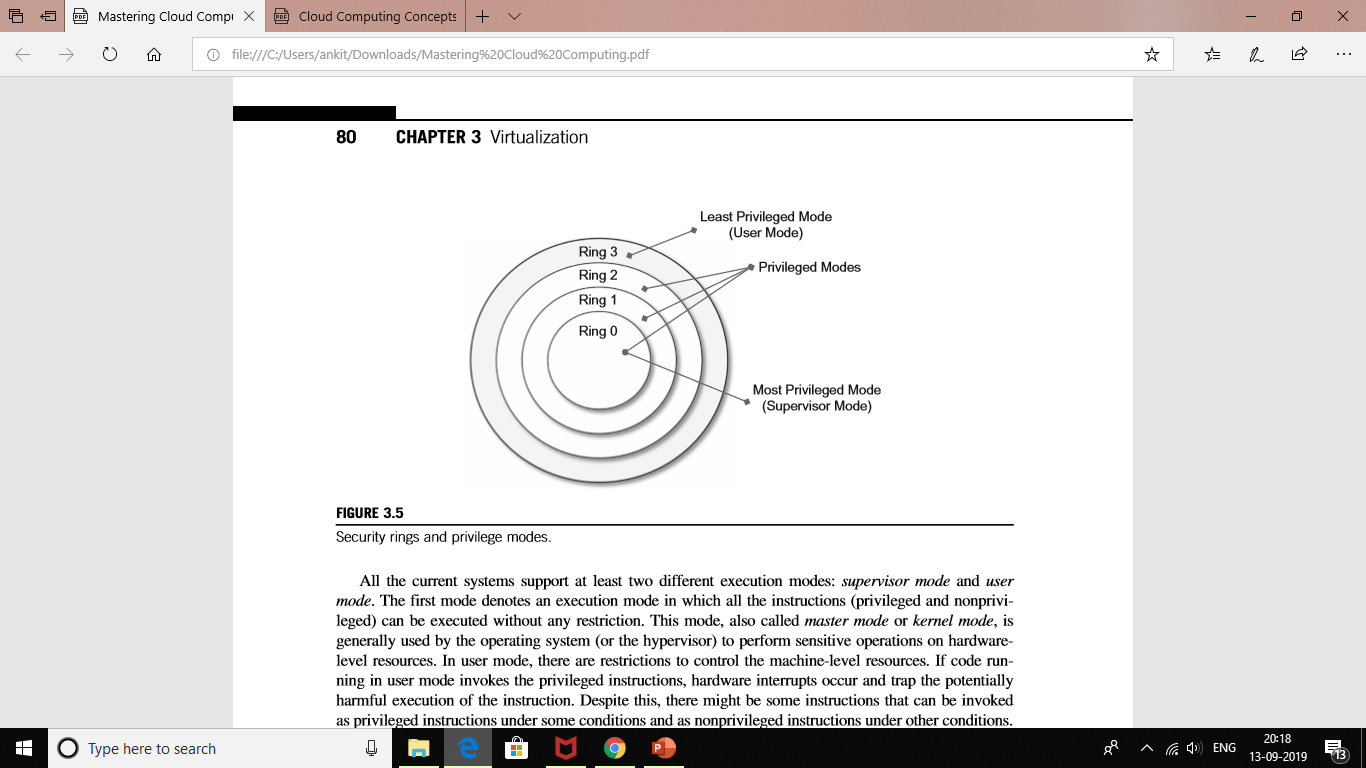 Mastering Cloud Compu
Cloud Computing Concepts
file:///C:/Users/ankit/Downloads/Mastering%20Cloud%20Computing.pdf
80 CHAPTER 3 Virtualization
Least Privileged Mode
(User Mode)
Privileged Modes
Ring 3
Ring 2
Ring 1
Ring 0
Most Privileged Mode
(Supervisor Mode)
FIGURE 3.5
Security rings and privilege modes.
All the current systems support at least two different execution modes: supervisor mode and user
mode. The first mode denotes an execution mode in which all the instructions (privileged and nonprivi-
leged) can be executed without any restriction. This mode, also called master mode or kernel mode, is
generally used by the operating system (or the hypervisor) to perform sensitive operations on hardware-
level resources. In user mode, there are restrictions to control the machine-level resources. If code run-
ning in user mode invokes the privileged instructions, hardware interrupts occur and trap the potentially
harmful execution of the instruction. Despite this, there might be some instructions that can be invoked
as privileged instructions under some conditions and as nonprivileged instructions under other conditions.
Type here to search
ENG
20:18
13-09-2019
13